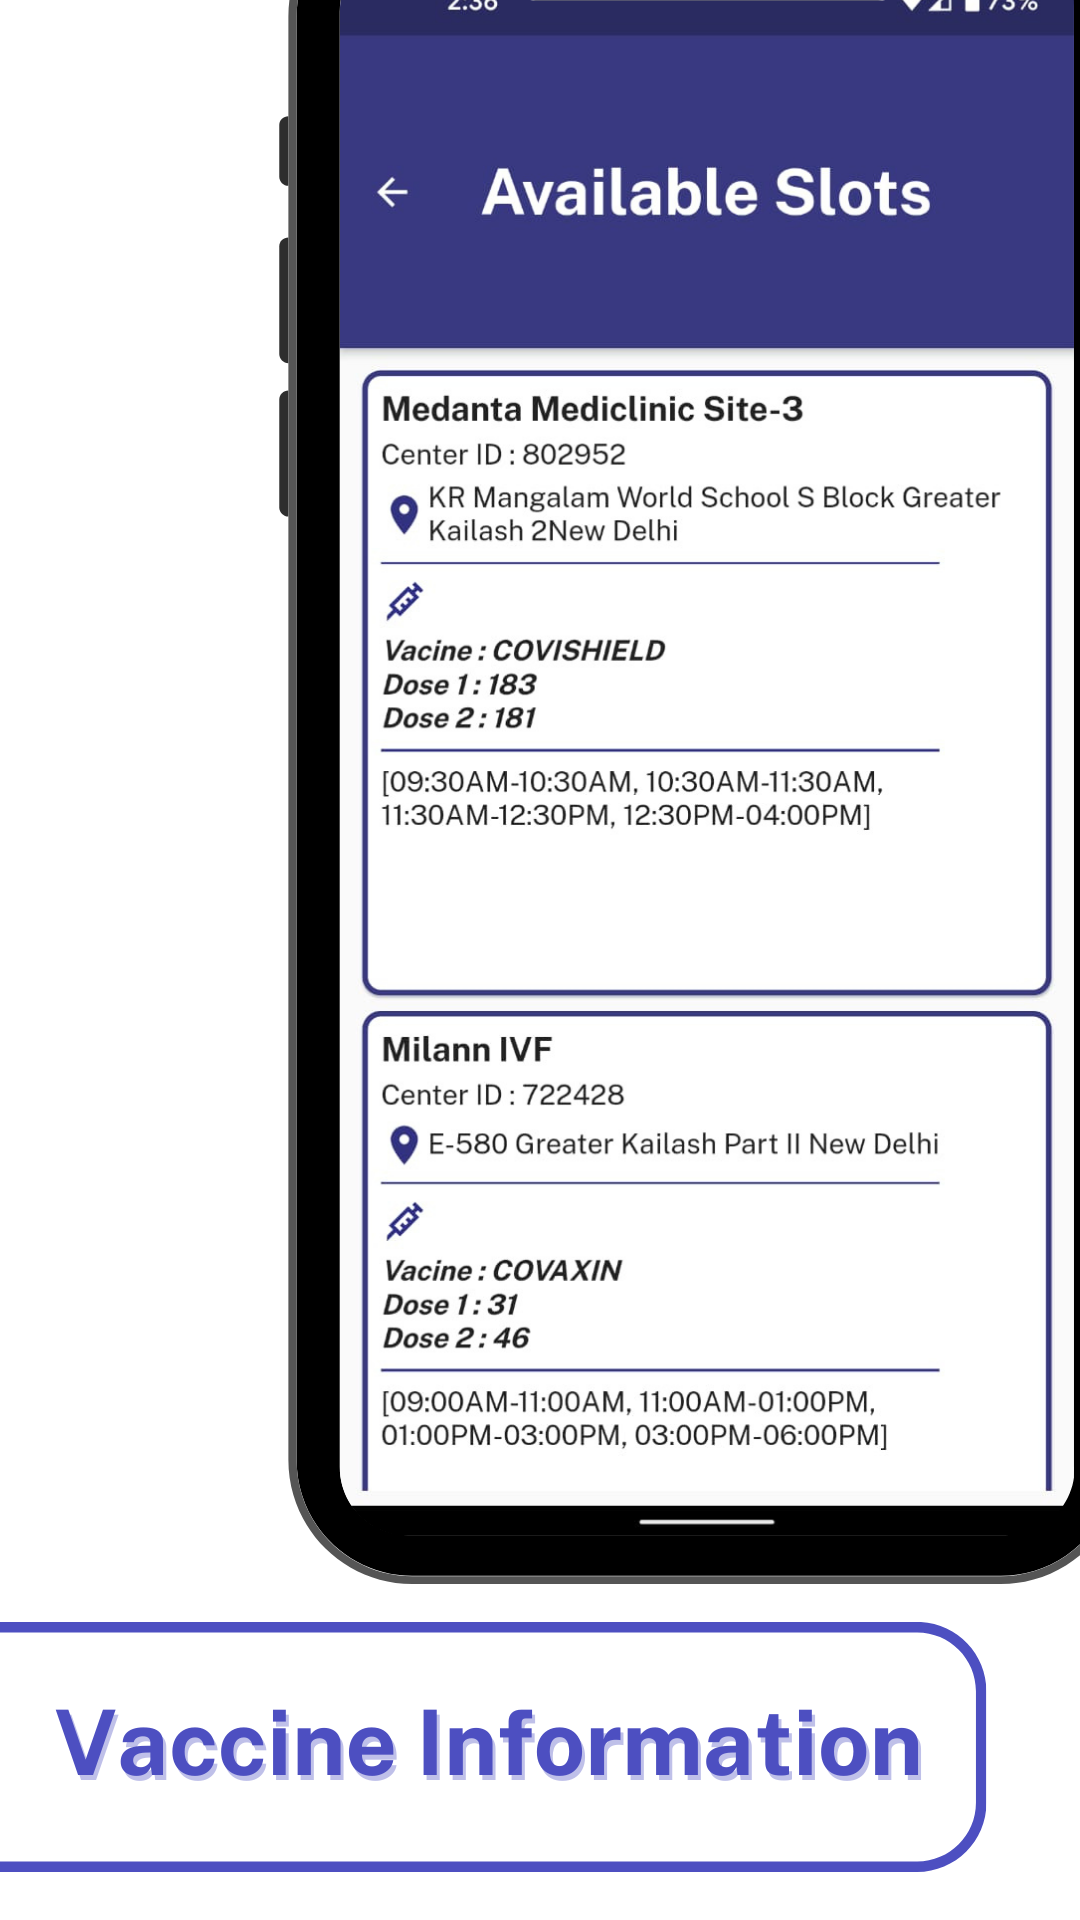 2:36
73%
Available Slots
Medanta Mediclinic Site-3
Center ID : 802952
KR Mangalam World School S Block Greater
Kailash 2New Delhi
Vacine : COVISHIELD
Dose 1 : 183
Dose 2 : 181
[09:30AM-10:30AM, 10:30AM-11:30AM,
11:30AM-12:30PM, 12:30PM-04:00PM]
Milann IVF
Center ID : 722428
E-580 Greater Kailash Part II New Delhi
Vacine : COVAXIN
Dose 1 : 31
Dose 2 : 46
[09:00AM-11:00AM, 11:00AM-01:00PM,
01:00PM-03:00PM, 03:00PM-06:00PM]
Vaccine Information